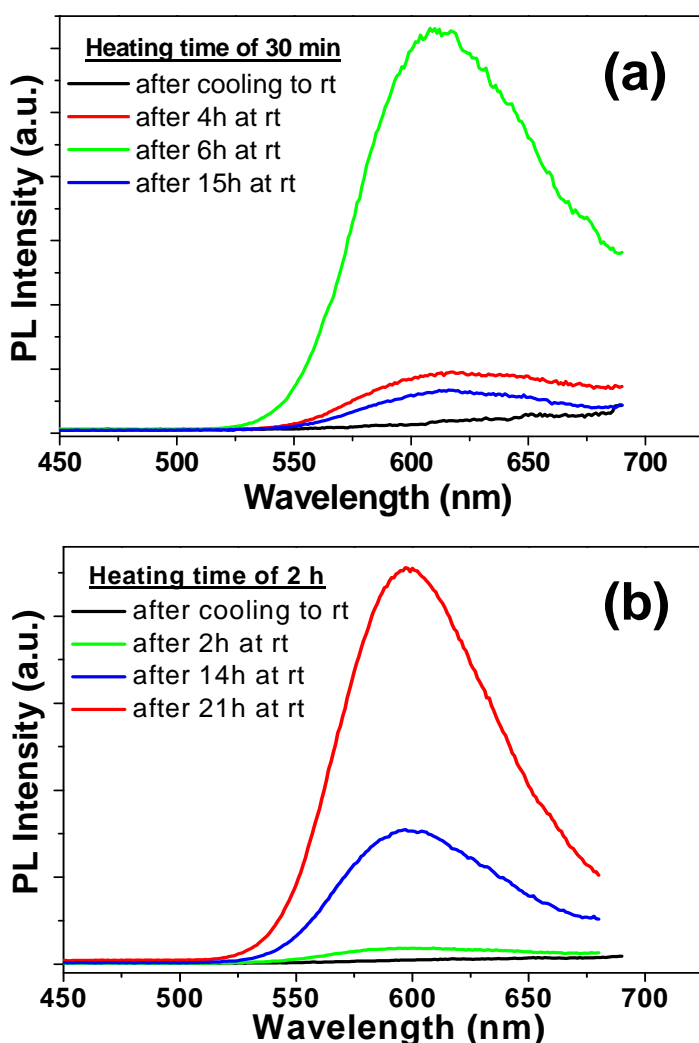 Heating time of 30 min
after cooling to rt
after 4h at rt
after 6h at rt
after 15h at rt
(a)
PL Intensity (a.u.)
450 500 550 600 650 700
Wavelength (nm)
Heating time of 2 h
after cooling to rt
after 2h at rt
after 14h at rt
after 21h at rt
(b)
PL Intensity (a.u.)
450 500 550 600 650 700
Wavelength (nm)